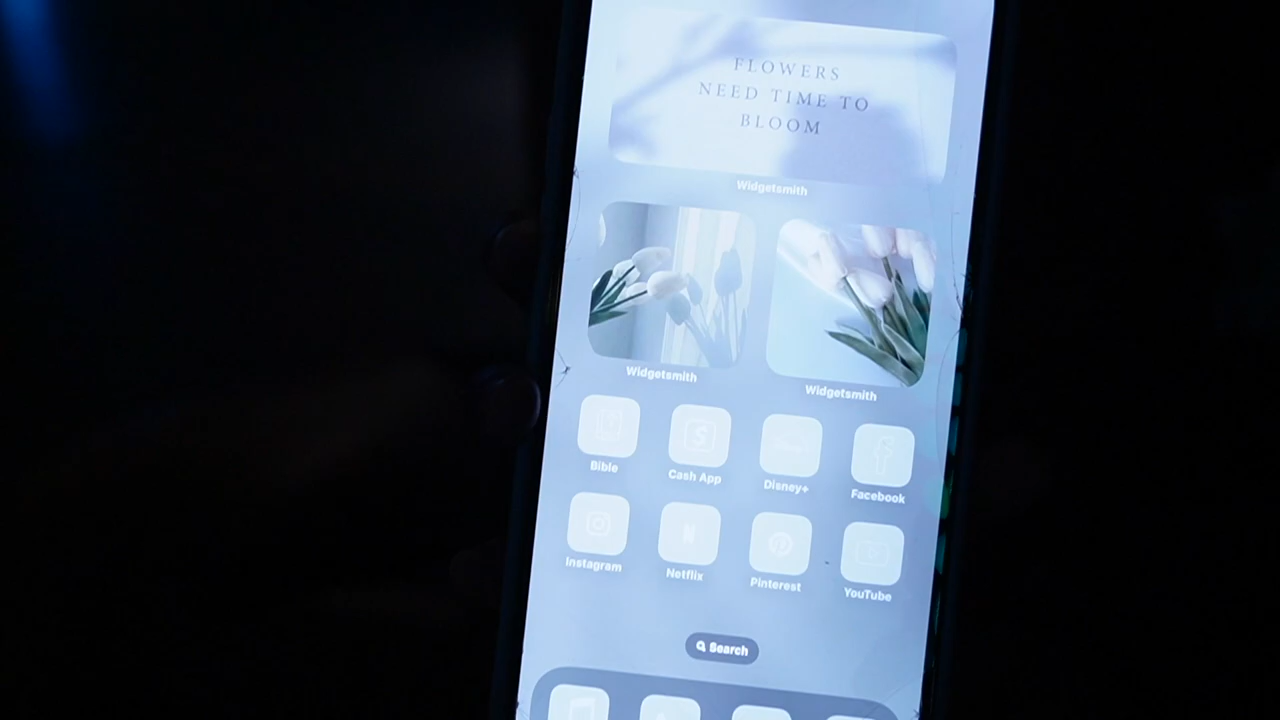 FLOWERS
NEED TIME TO
BLOOM
Widgetsmith
Widgetsmith
Widgetsmith
Bible
Cash App
Disney+
Facebook
Instagram
Netflix
Pinterest
YouTube
Search